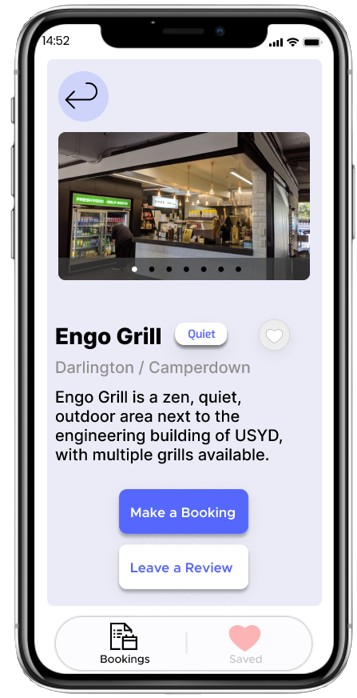 14:52
Engo Grill
Quiet
Darlington / Camperdown
Engo Grill is a zen, quiet,
outdoor area next to the
engineering building of USYD,
with multiple grills available.
Make a Booking
Leave a Review
Bookings
Saved